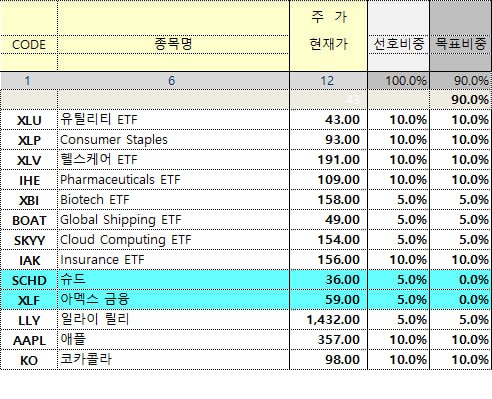 주 가
CODE 종목명 현재가 선호비중 목표비중
1 6 12 100.0% 90.0%
90.0%
XLU 유틸리티 ETF 43.00 10.0% 10.0%
XLP Consumer Staples 93.00 10.0% 10.0%
XLV 헬스케어 ETF 191.00 10.0% 10.0%
IHE Pharmaceuticals ETF 109.00 10.0% 10.0%
XBI Biotech ETF 158.00 5.0% 5.0%
BOAT Global Shipping ETF 49.00 5.0% 5.0%
SKYY Cloud Computing ETF 154.00 5.0% 5.0%
IAK Insurance ETF 156.00 10.0% 10.0%
SCHD 슈드 36.00 5.0% 0.0%
XLF 아멕스 금융 59.00 5.0% 0.0%
LLY 일라이 릴리 1,432.00 5.0% 5.0%
AAPL 애플 357.00 10.0% 10.0%
KO 코카콜라 98.00 10.0% 10.0%